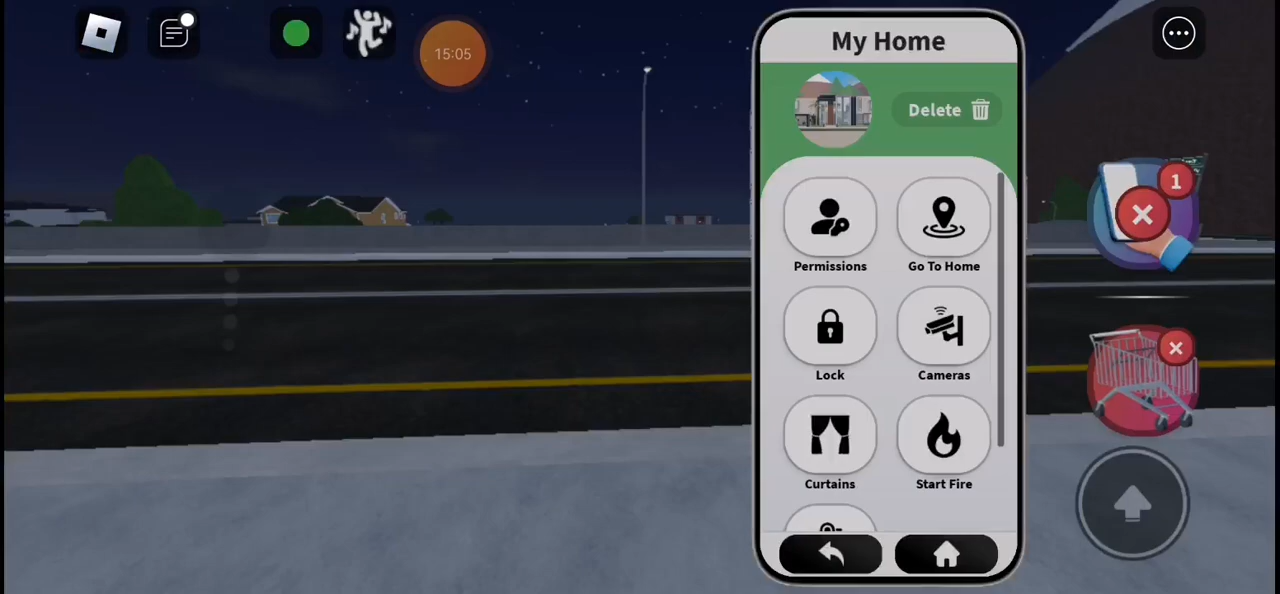 15:05
My Home
Delete
1
Permissions
Go To Home
Lock
Cameras
Curtains
Start Fire